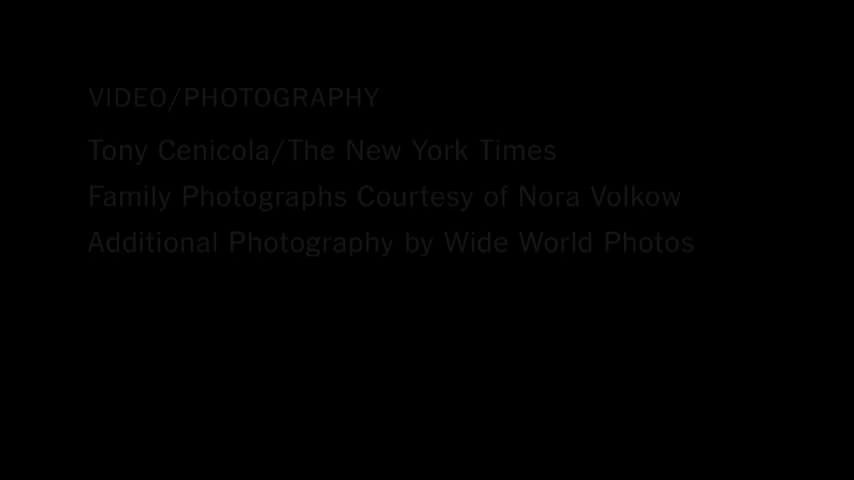 VIDEO/PHOTOGRAPHY
Tony Cenicola/The New York Times
Family Photographs Courtesy of Nora Volkow
Additional Photography by Wide World Photos